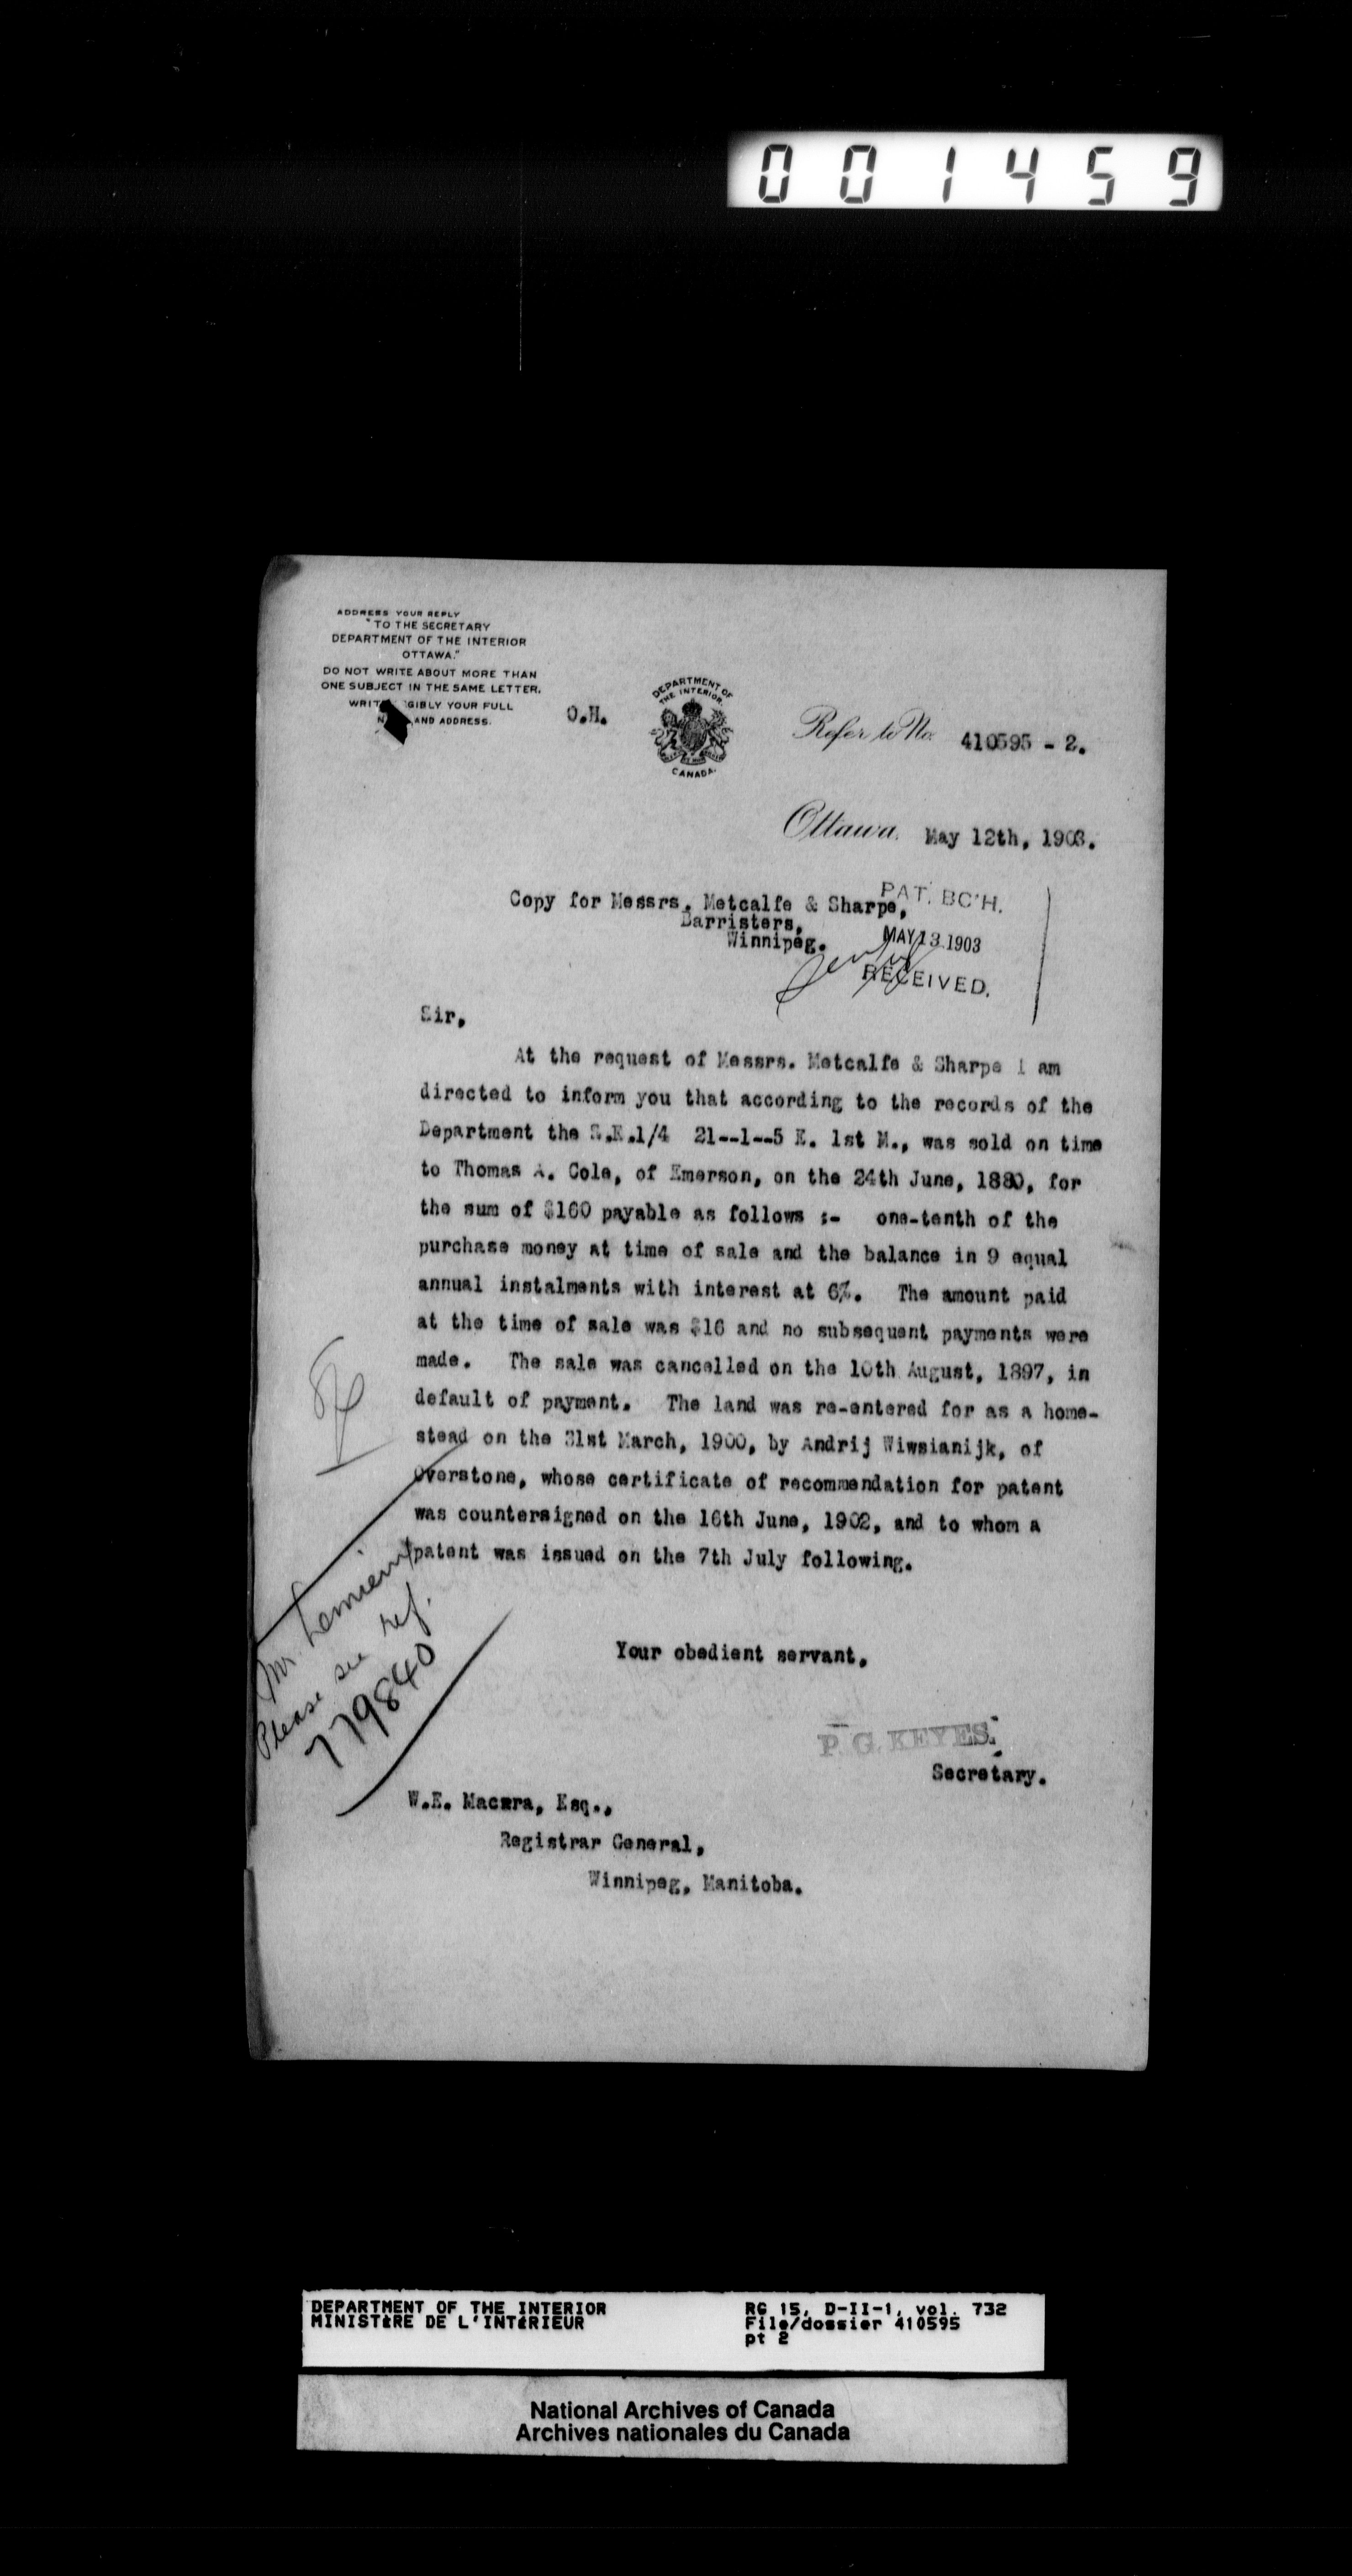 001459
ADDRESS YOUR REPLY
"TO THE SECRETARY
DEPARTMENT OF THE INTERIOR
OTTAWA."
DO NOT WRITE ABOUT MORE THAN
ONE SUBJECT IN THE SAME LETTER.
WRIT GIBLY YOUR FULL
N AND ADDRESS.
O.H.
DEPARTMENT OF
THE INTERIOR.
CANADA.
Refer to No. 410595 - 2.
Ottawa, May 12th, 1903.
Copy for Messrs. Metcalfe & Sharpe,
Barristers,
Winnipeg.
PAT. BC'H.
MAY 13 1903
RECEIVED.
Sir,
At the request of Messrs. Metcalfe & Sharpe I am
directed to inform you that according to the records of the
Department the 1/4 21--1--5 E. 1st M., was sold on time
to Thomas A. Cole, of Emerson, on the 24th June, 1880, for
the sum of $160 payable as follows :- one-tenth of the
purchase money at time of sale and the balance in 9 equal
annual instalments with interest at 6%. The amount paid
at the time of sale was $16 and no subsequent payments were
made. The sale was cancelled on the 10th August, 1897, in
default of payment. The land was re-entered for as a home-
stead on the 31st March, 1900, by Andrij Wiwsianijk, of
Overstone, whose certificate of recommendation for patent
was countersigned on the 16th June, 1902, and to whom a
patent was issued on the 7th July following.
Mr.
Please see ref.
779840
Your obedient servant,
P. G. KEYES.
Secretary.
W.E. Macara, Esq.,
Registrar General,
Winnipeg, Manitoba.
DEPARTMENT OF THE INTERIOR
MINISTÈRE DE L'INTÉRIEUR
RG 15, D-II-1, vol. 732
File/dossier 410595
pt 2
National Archives of Canada
Archives nationales du Canada